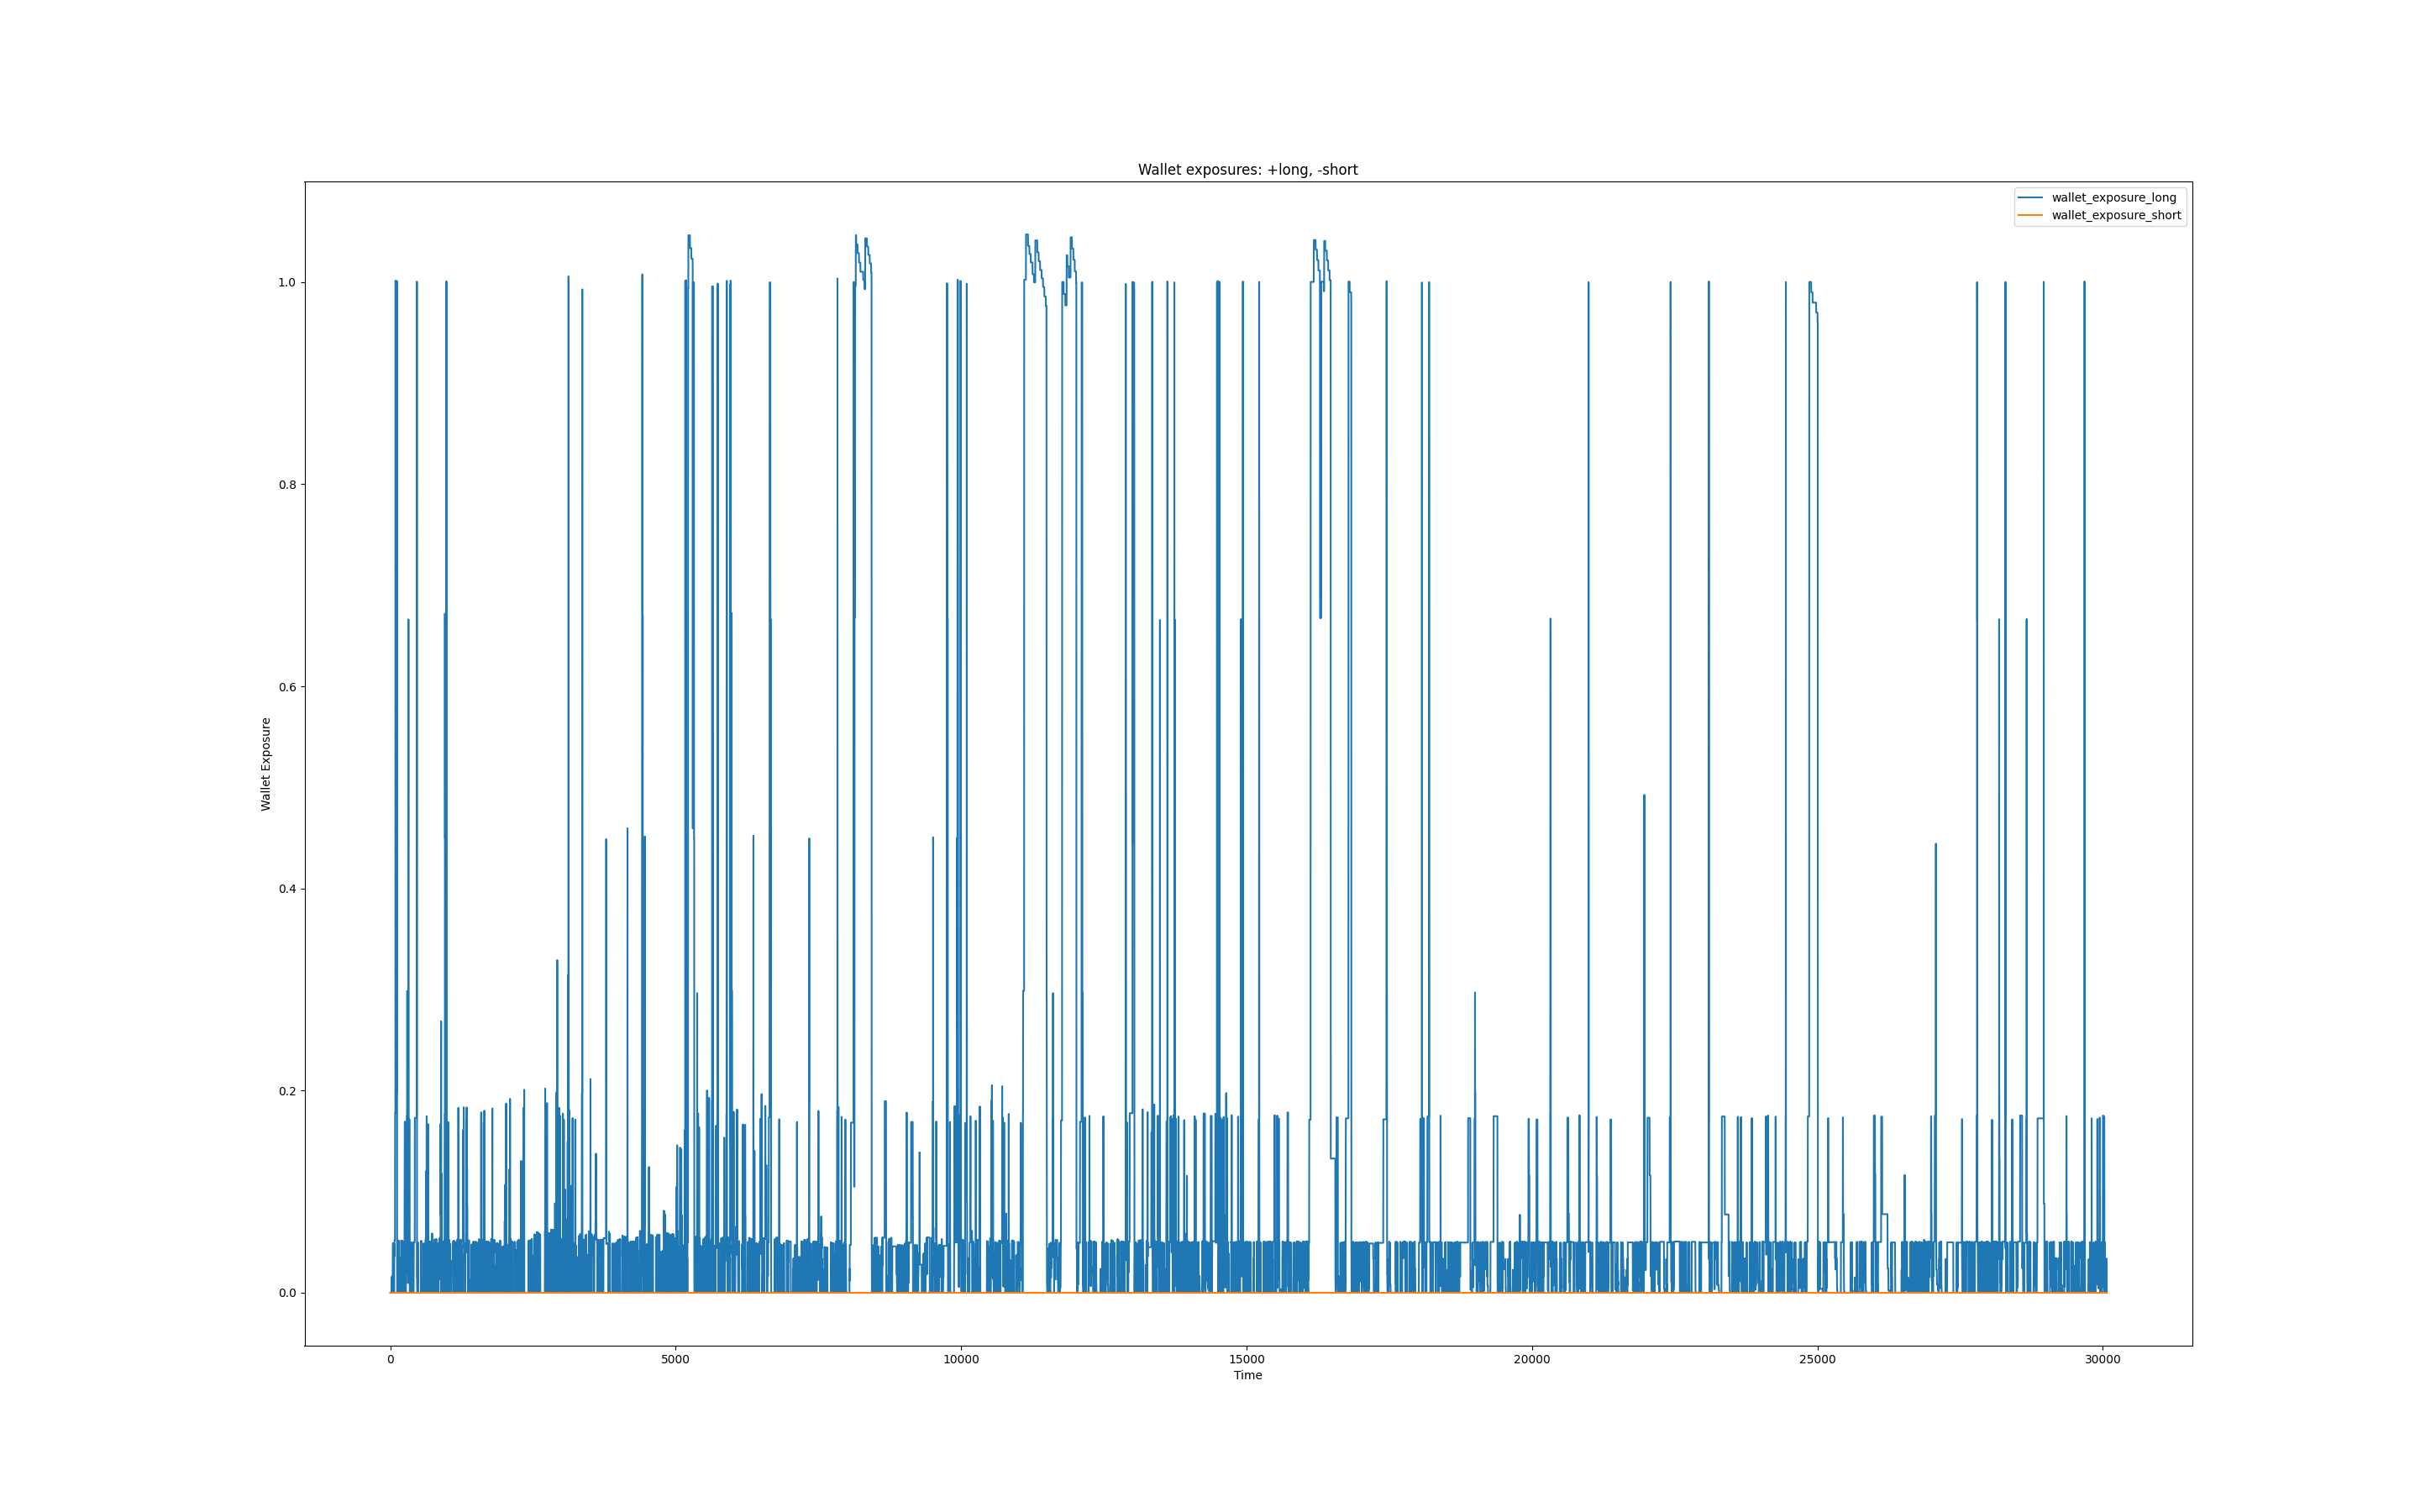 Wallet exposures: +long, -short
wallet_exposure_long
wallet_exposure_short
1.0
0.8
0.6
0.4
0.2
0.0
Wallet Exposure
0 5000 10000 15000 20000 25000 30000
Time